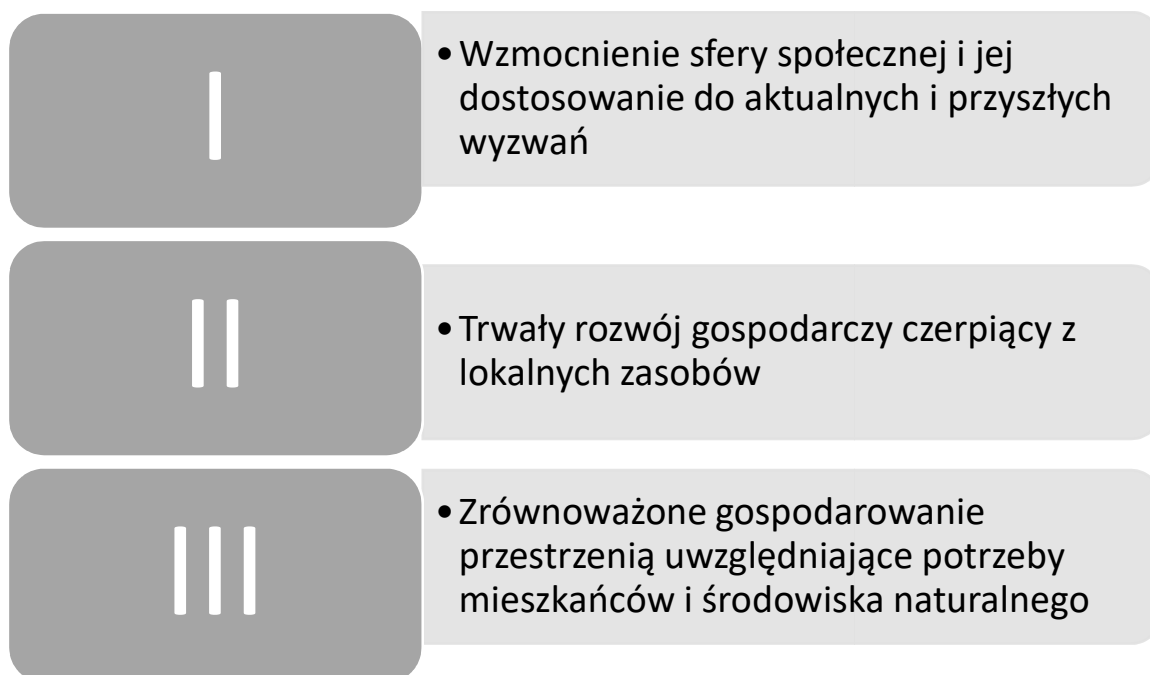 I
• Wzmocnienie sfery społecznej i jej
dostosowanie do aktualnych i przyszłych
wyzwań
II
• Trwały rozwój gospodarczy czerpiący z
lokalnych zasobów
III
• Zrównoważone gospodarowanie
przestrzenią uwzględniające potrzeby
mieszkańców i środowiska naturalnego